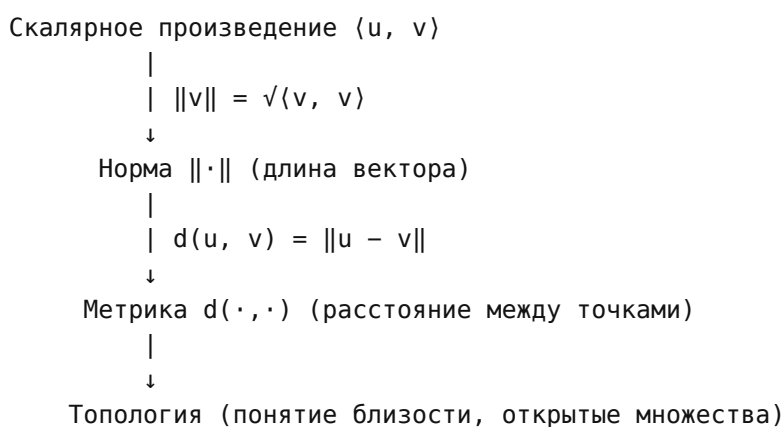 Скалярное произведение ⟨u, v⟩
|
| ‖v‖ = √⟨v, v⟩
↓
Норма ‖·‖ (длина вектора)
|
| d(u, v) = ‖u − v‖
↓
Метрика d(·,·) (расстояние между точками)
|
↓
Топология (понятие близости, открытые множества)